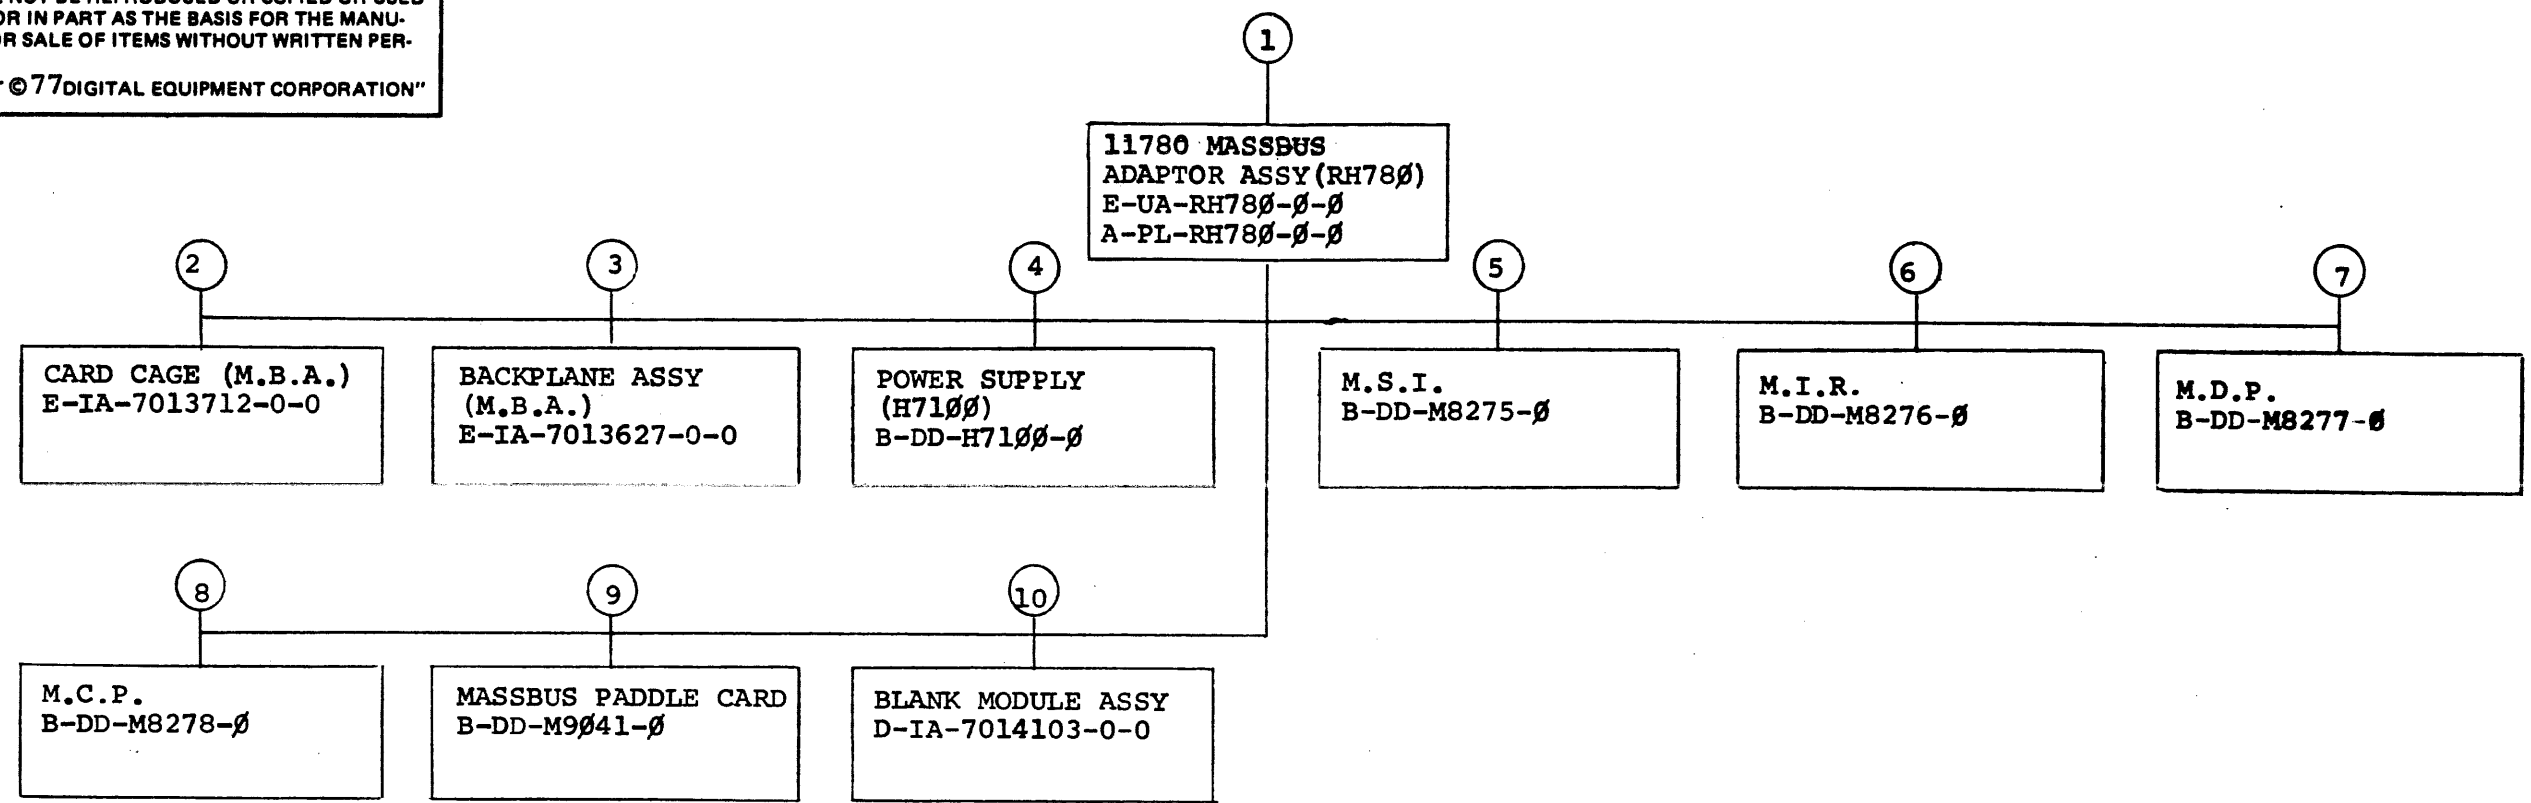 OR IN PART AS THE BASIS FOR THE MANU-
R SALE OF ITEMS WITHOUT WRITTEN PER-
©77 DIGITAL EQUIPMENT CORPORATION"
1
11780 MASSBUS
ADAPTOR ASSY(RH78Ø)
E-UA-RH78Ø-Ø-Ø
A-PL-RH78Ø-Ø-Ø
2
3
4
5
6
7
CARD CAGE (M.B.A.)
E-IA-7013712-0-0
BACKPLANE ASSY
(M.B.A.)
E-IA-7013627-0-0
POWER SUPPLY
(H71ØØ)
B-DD-H71ØØ-Ø
M.S.I.
B-DD-M8275-Ø
M.I.R.
B-DD-M8276-Ø
M.D.P.
B-DD-M8277-Ø
8
9
10
M.C.P.
B-DD-M8278-Ø
MASSBUS PADDLE CARD
B-DD-M9Ø41-Ø
BLANK MODULE ASSY
D-IA-7014103-0-0